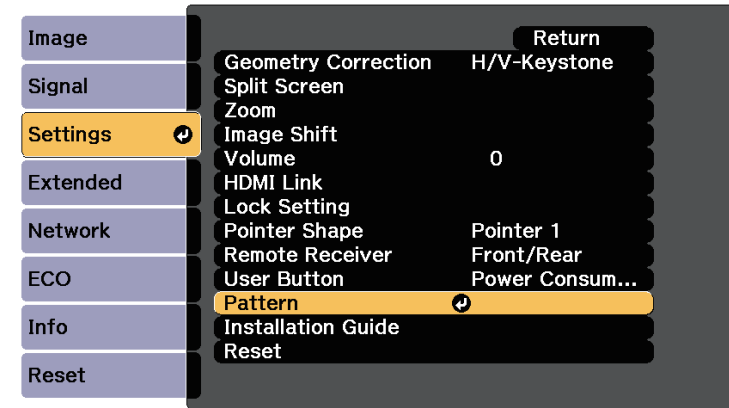 Image
Signal
Settings
Extended
Network
ECO
Info
Reset
Return
Geometry Correction H/V-Keystone
Split Screen
Zoom
Image Shift
Volume 0
HDMI Link
Lock Setting
Pointer Shape Pointer 1
Remote Receiver Front/Rear
User Button Power Consum...
Pattern
Installation Guide
Reset